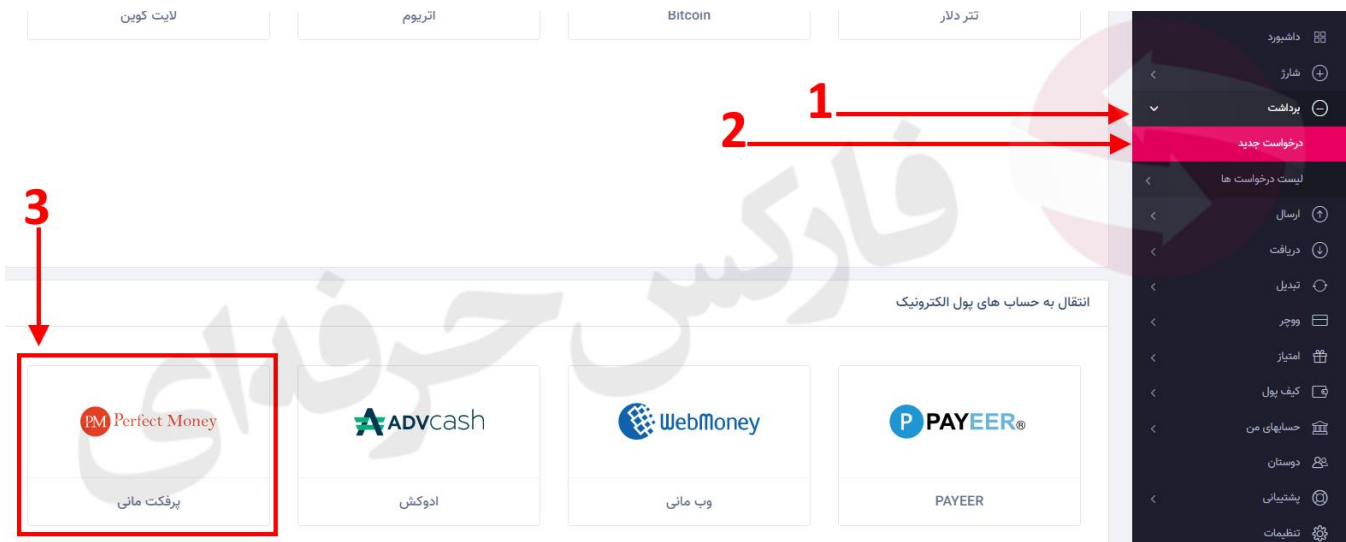 داشبورد
شارژ
برداشت
درخواست جدید
لیست درخواست ها
ارسال
دریافت
تبدیل
ووچر
امتیاز
کیف پول
حسابهای من
دوستان
پشتیبانی
تنظیمات
تتر دلار
Bitcoin
اتریوم
لایت کوین
1
2
3
انتقال به حساب های پول الکترونیک
P PAYEER®
WebMoney
ADVcash
PM Perfect Money
PAYEER
وب مانی
ادوکش
پرفکت مانی
فارکس حرفه‌ای